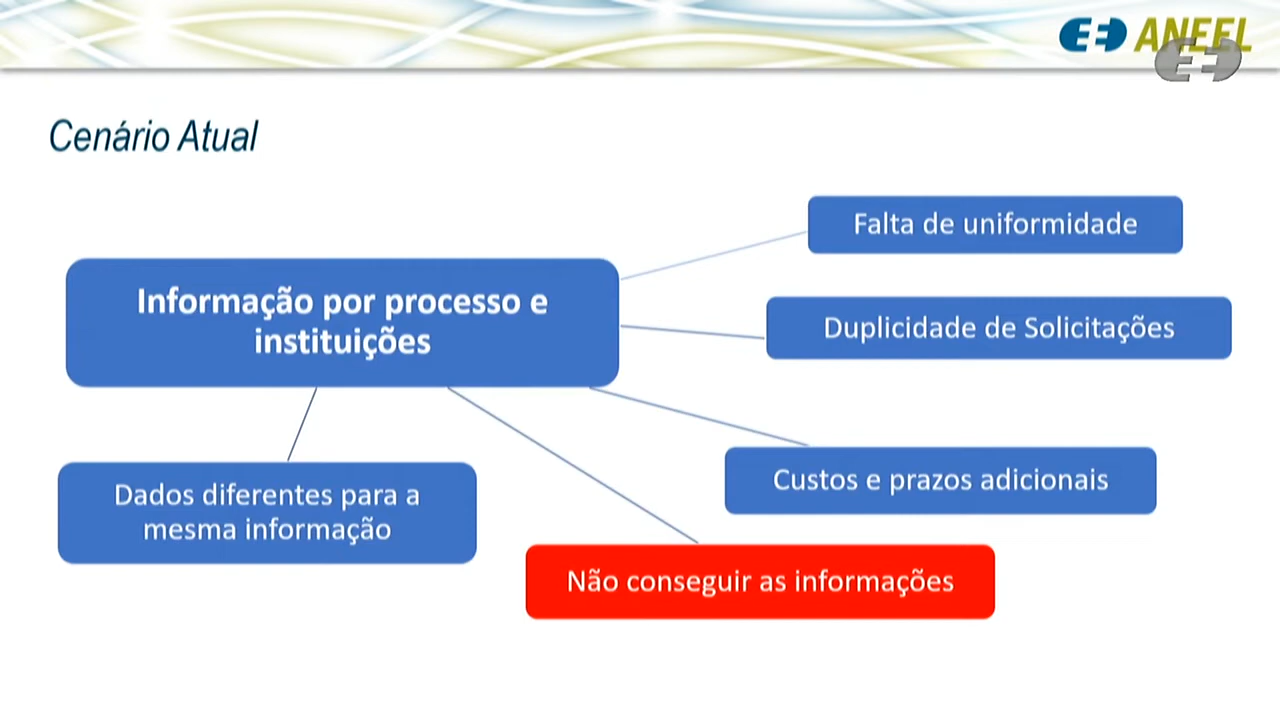 ANEEL
Cenário Atual
Falta de uniformidade
Informação por processo e
instituições
Duplicidade de Solicitações
Custos e prazos adicionais
Dados diferentes para a
mesma informação
Não conseguir as informações